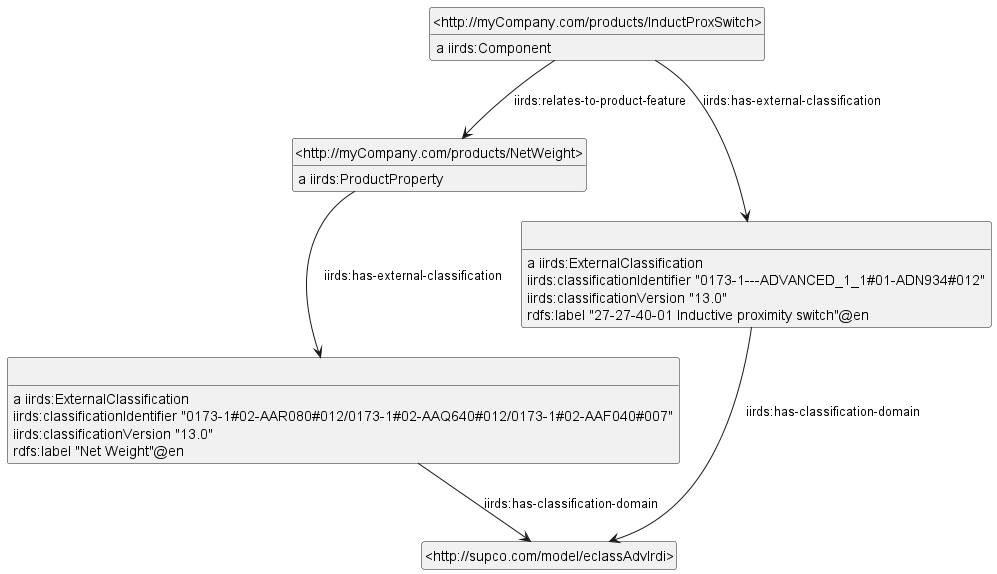 <http://myCompany.com/products/InductProxSwitch>
a iirds:Component
iirds:relates-to-product-feature
iirds:has-external-classification
<http://myCompany.com/products/NetWeight>
a iirds:ProductProperty
iirds:has-external-classification
a iirds:ExternalClassification
iirds:classificationIdentifier "0173-1---ADVANCED_1_1#01-ADN934#012"
iirds:classificationVersion "13.0"
rdfs:label "27-27-40-01 Inductive proximity switch"@en
a iirds:ExternalClassification
iirds:classificationIdentifier "0173-1#02-AAR080#012/0173-1#02-AAQ640#012/0173-1#02-AAF040#007"
iirds:classificationVersion "13.0"
rdfs:label "Net Weight"@en
iirds:has-classification-domain
iirds:has-classification-domain
<http://supco.com/model/eclassAdvIrdi>